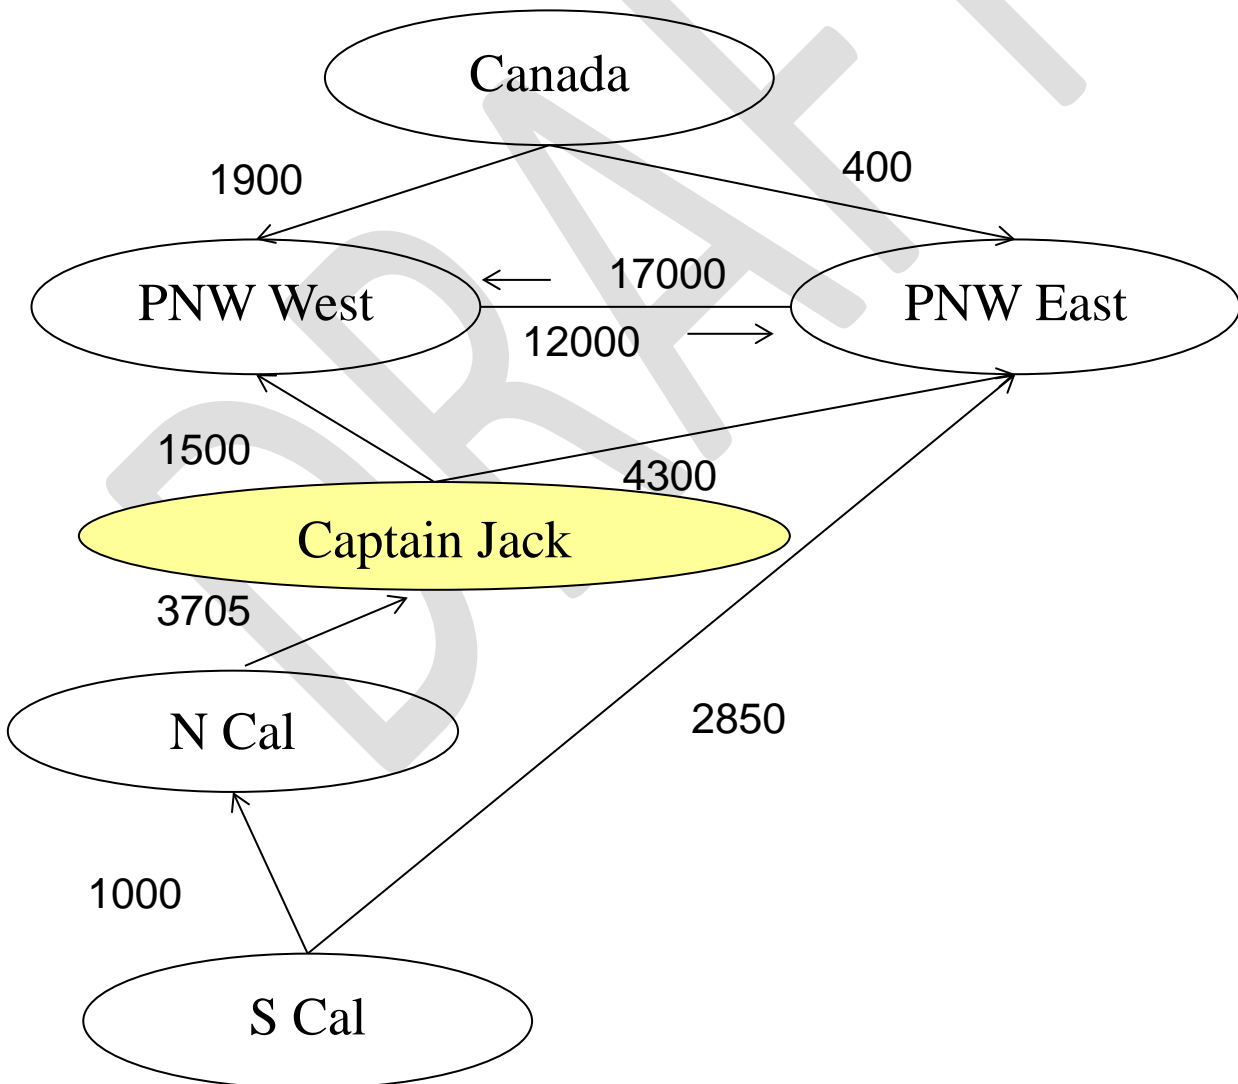 DRAFT
Canada
1900
400
17000
PNW West
PNW East
12000
1500
4300
Captain Jack
3705
N Cal
2850
1000
S Cal